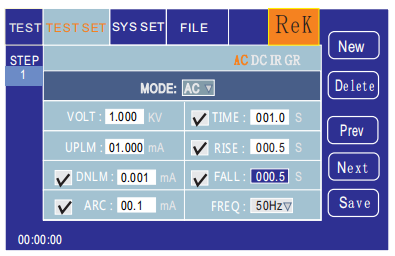 TEST TEST SET SYS SET FILE ReK
STEP
1
AC DC IR GR
MODE: AC
VOLT: 1.000 KV
TIME: 001.0 S
UPLM: 01.000 mA
RISE: 000.5 S
DNLM: 0.001 mA
FALL: 000.5 S
ARC: 00.1 mA
FREQ: 50Hz
New
Delete
Prev
Next
Save
00:00:00